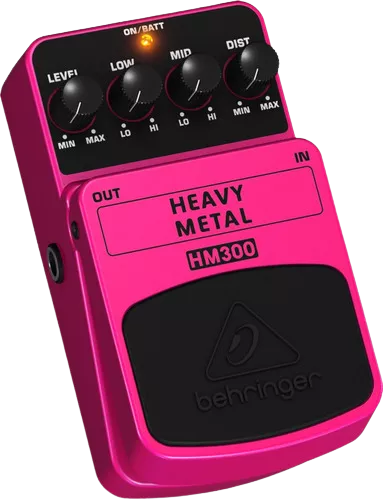 ON/BATT
LEVEL LOW MID DIST
MIN MAX LO HI LO HI MIN MAX
OUT IN
HEAVY
METAL
HM300
behringer